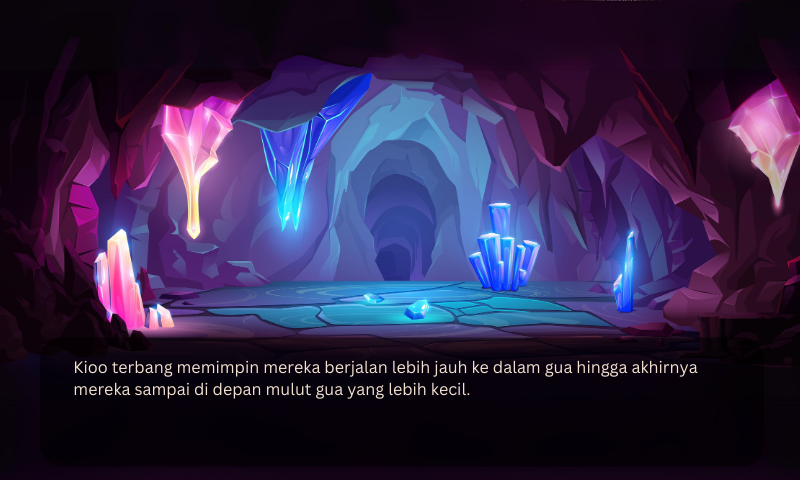 Kioo terbang memimpin mereka berjalan lebih jauh ke dalam gua hingga akhirnya
mereka sampai di depan mulut gua yang lebih kecil.